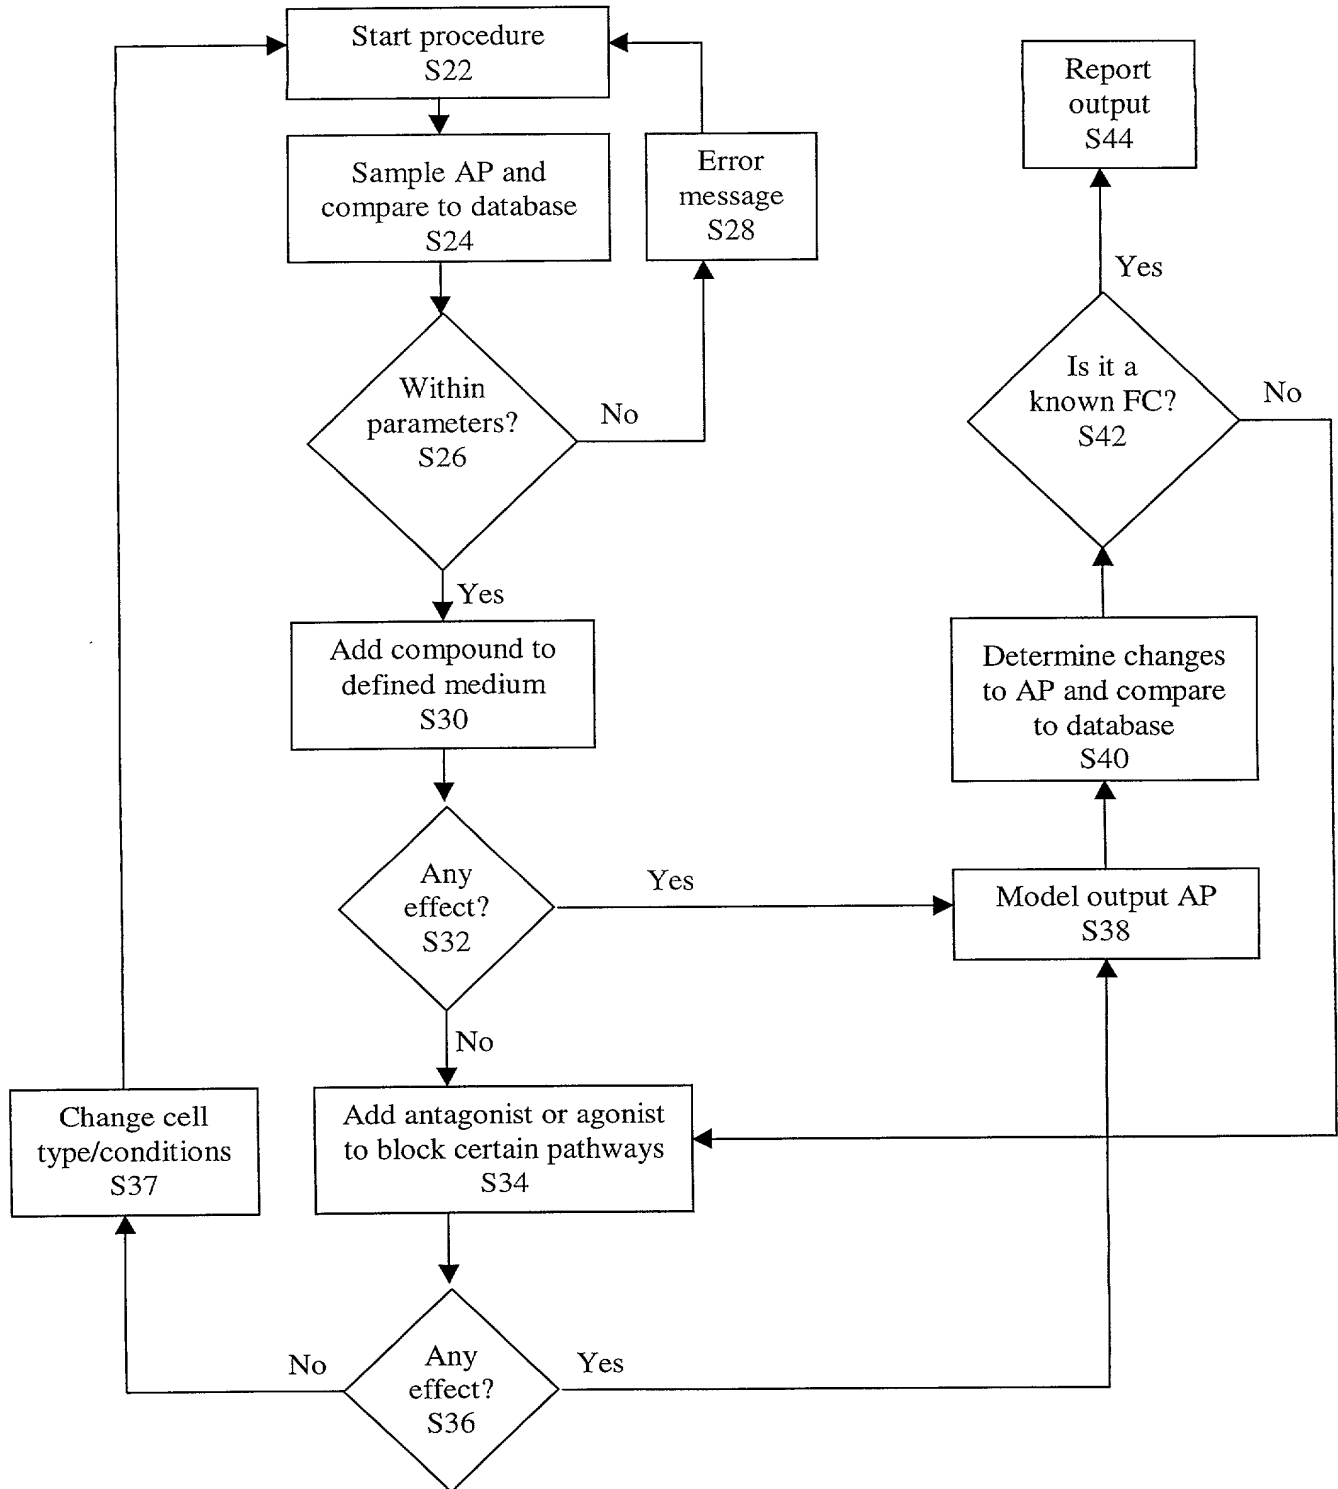 Start procedure
S22
Sample AP and
compare to database
S24
Error
message
S28
Within
parameters?
S26
No
Yes
Add compound to
defined medium
S30
Any
effect?
S32
Yes
No
Add antagonist or agonist
to block certain pathways
S34
Change cell
type/conditions
S37
Any
effect?
S36
No
Yes
Model output AP
S38
Determine changes
to AP and compare
to database
S40
Is it a
known FC?
S42
No
Yes
Report
output
S44